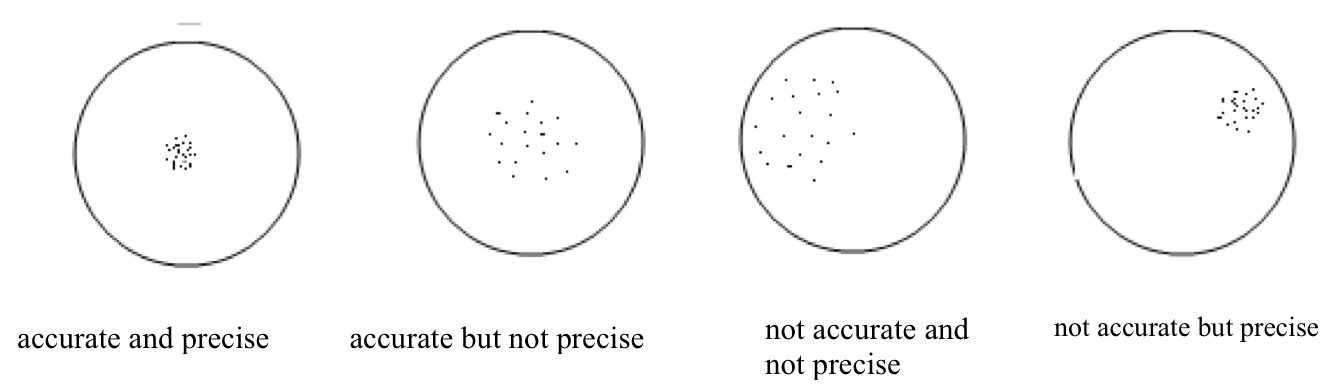 accurate and precise
accurate but not precise
not accurate and
not precise
not accurate but precise